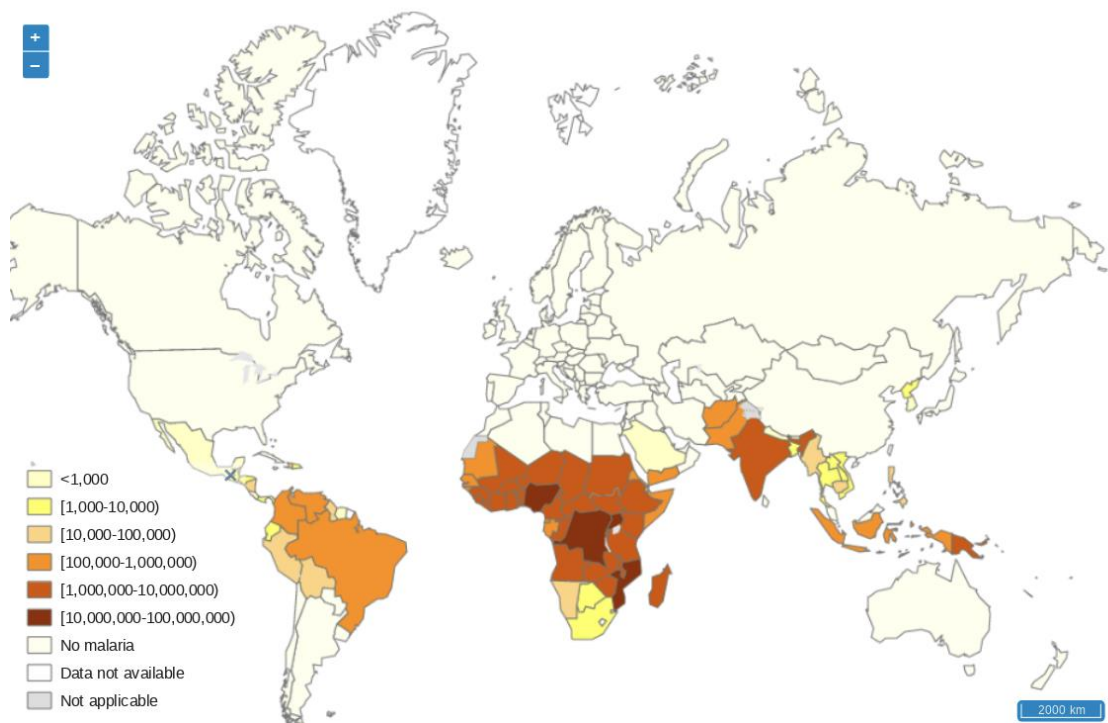 +
−
<1,000
[1,000-10,000)
[10,000-100,000)
[100,000-1,000,000)
[1,000,000-10,000,000)
[10,000,000-100,000,000)
No malaria
Data not available
Not applicable
2000 km